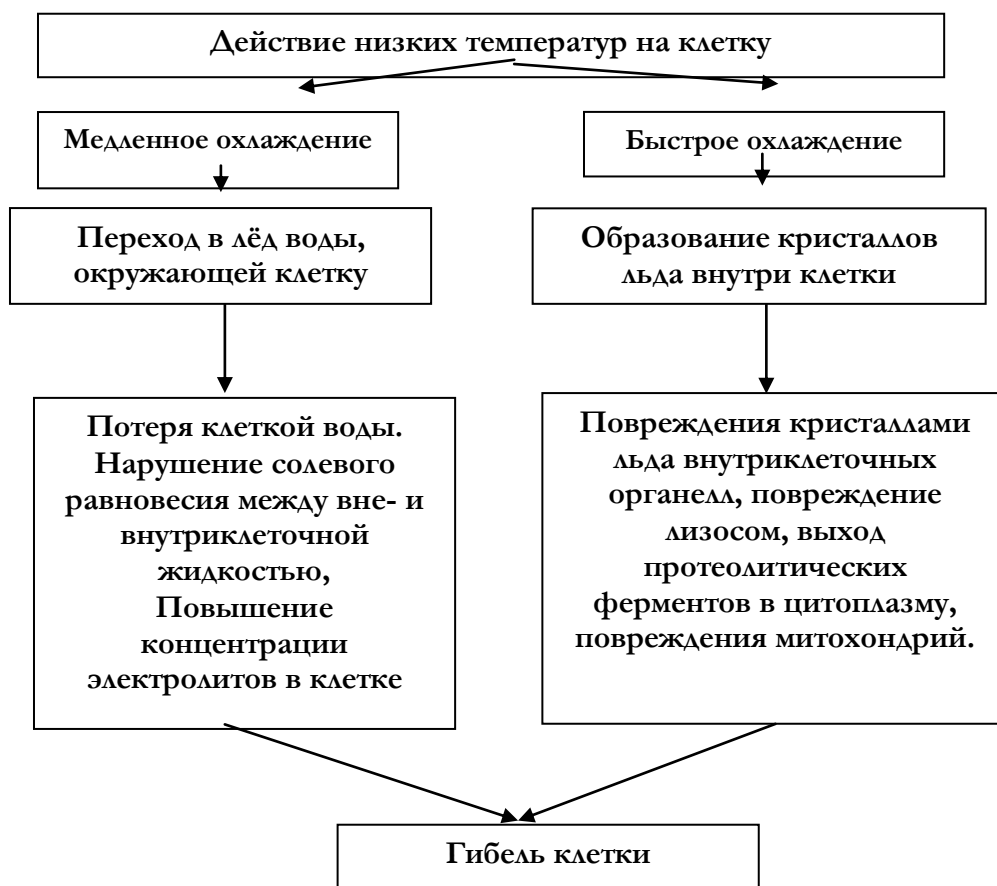 Действие низких температур на клетку
Медленное охлаждение
Быстрое охлаждение
Переход в лёд воды,
окружающей клетку
Образование кристаллов
льда внутри клетки
Потеря клеткой воды.
Нарушение солевого
равновесия между вне- и
внутриклеточной
жидкостью,
Повышение
концентрации
электролитов в клетке
Повреждения кристаллами
льда внутриклеточных
органелл, повреждение
лизосом, выход
протеолитических
ферментов в цитоплазму,
повреждения митохондрий.
Гибель клетки